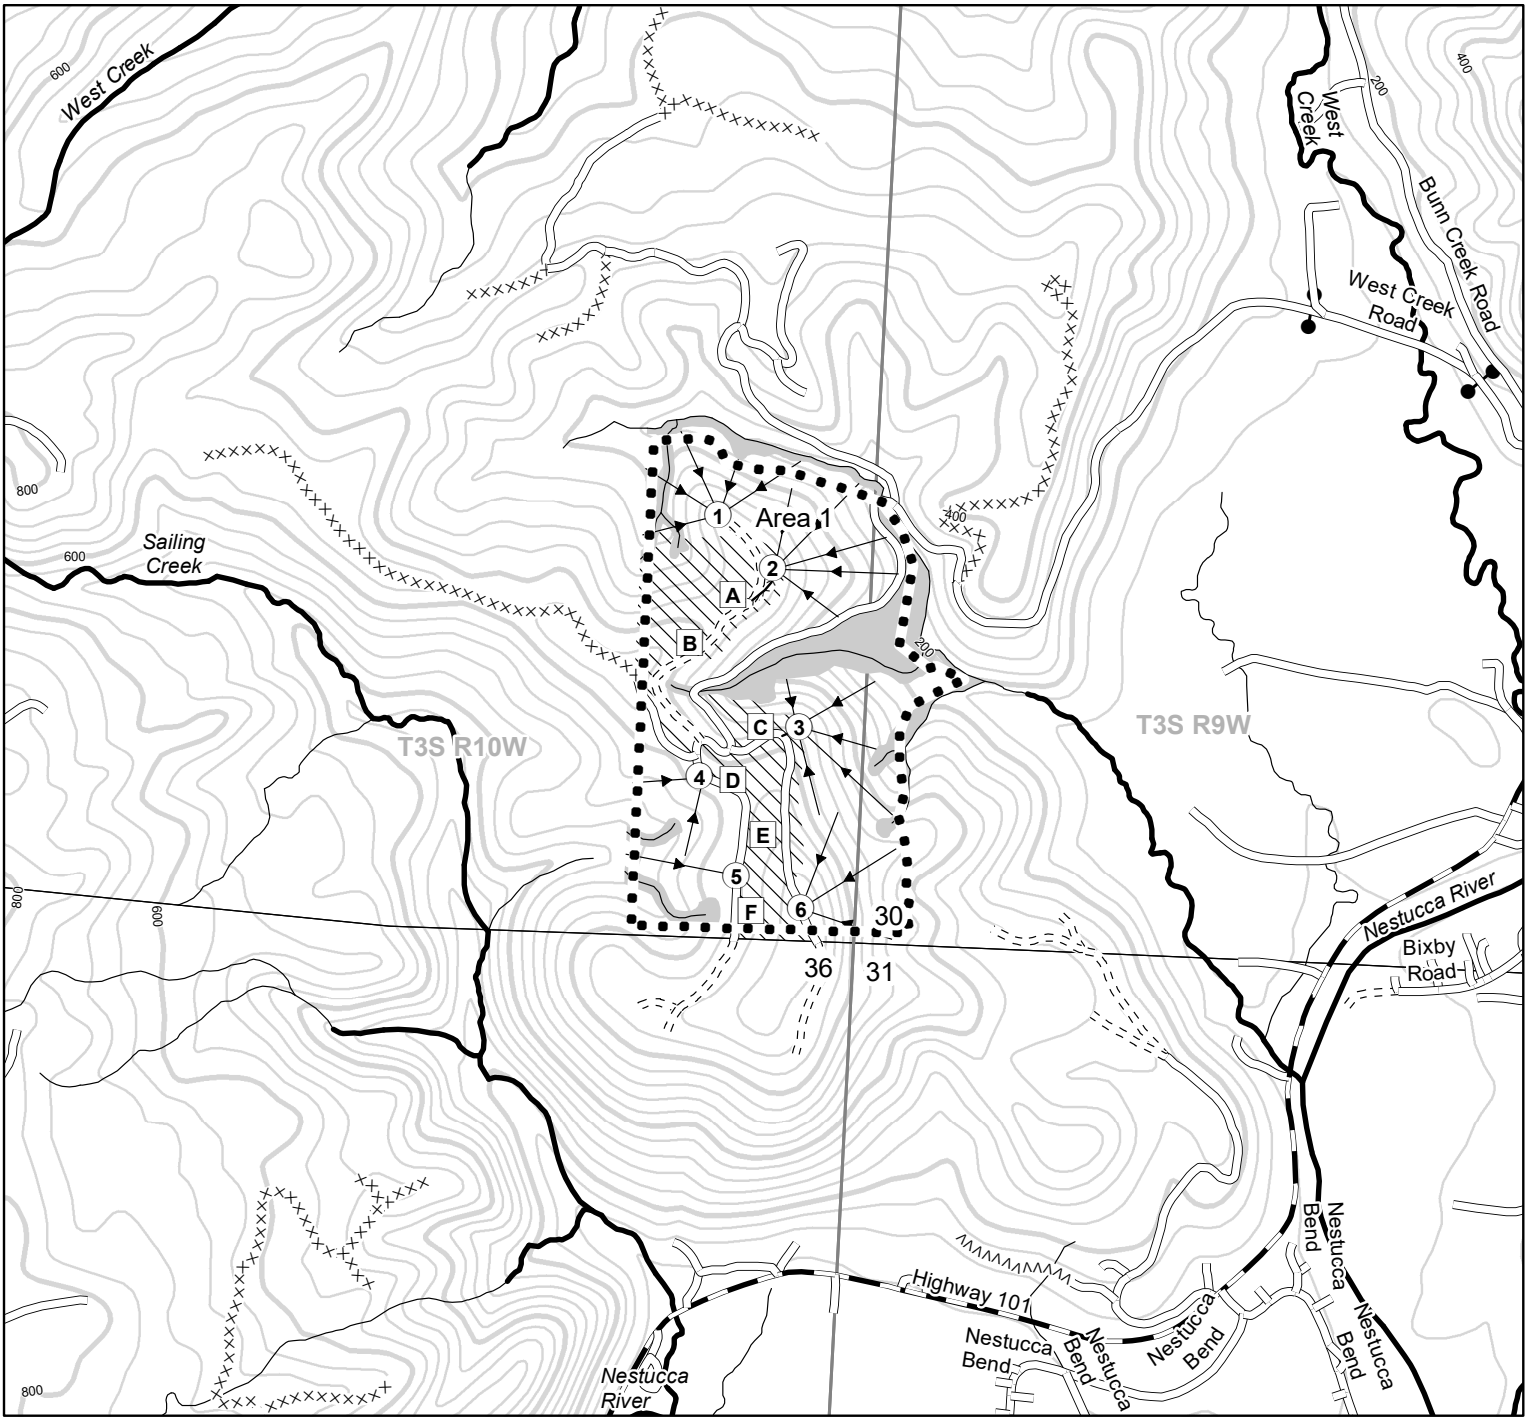 600
West Creek
400
200
West
Creek
Bunn Creek Road
West Creek
Road
800
600
Sailing
Creek
1
Area 1
400
2
A
B
200
T3S R10W
C
3
T3S R9W
4
D
E
5
F
6
30
800
600
36
31
Nestucca River
Bixby
Road
Nestucca
Bend
Highway 101
Nestucca
Bend
Nestucca
Bend
Nestucca
Bend
Nestucca
Bend
Nestucca
River
800